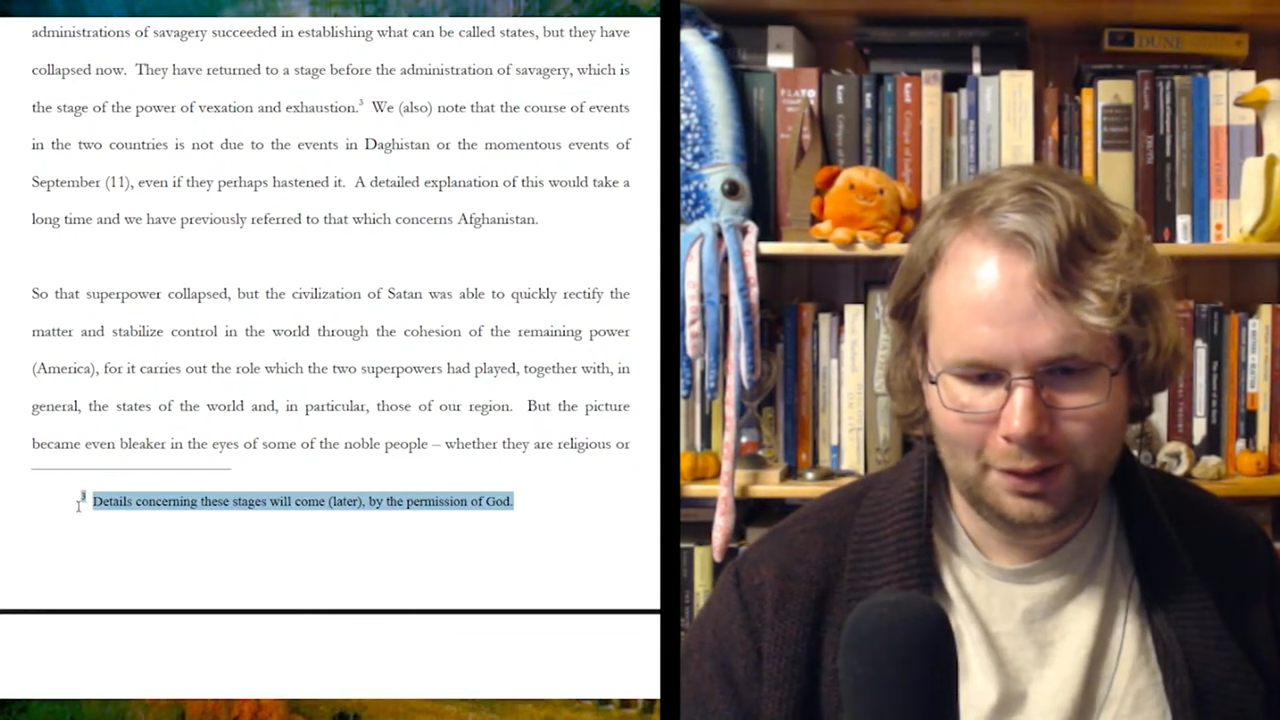 administrations of savagery succeeded in establishing what can be called states, but they have
collapsed now.  They have returned to a stage before the administration of savagery, which is
the stage of the power of vexation and exhaustion.3  We (also) note that the course of events
in the two countries is not due to the events in Daghistan or the momentous events of
September (11), even if they perhaps hastened it.  A detailed explanation of this would take a
long time and we have previously referred to that which concerns Afghanistan.
So that superpower collapsed, but the civilization of Satan was able to quickly rectify the
matter and stabilize control in the world through the cohesion of the remaining power
(America), for it carries out the role which the two superpowers had played, together with, in
general, the states of the world and, in particular, those of our region.  But the picture
became even bleaker in the eyes of some of the noble people – whether they are religious or
3 Details concerning these stages will come (later), by the permission of God.
DUNE
PLATO
Kant
Kant
Kant